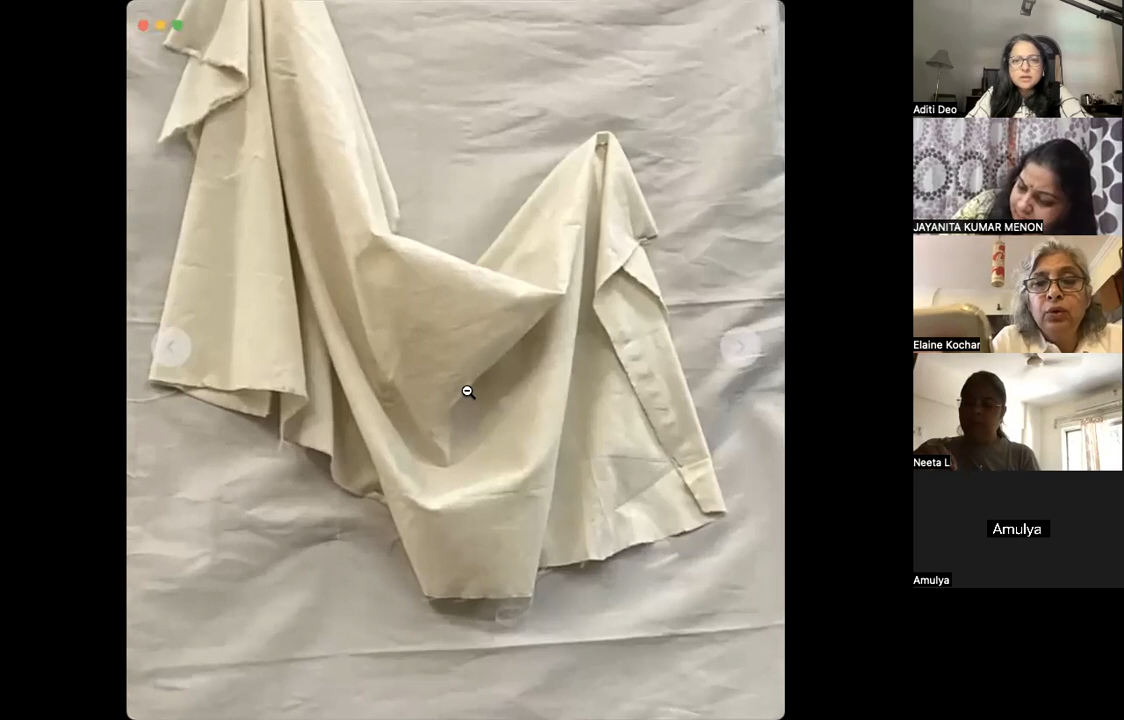 Aditi Deo
JAYANITA KUMAR MENON
Elaine Kochar
Neeta L
Amulya
Amulya